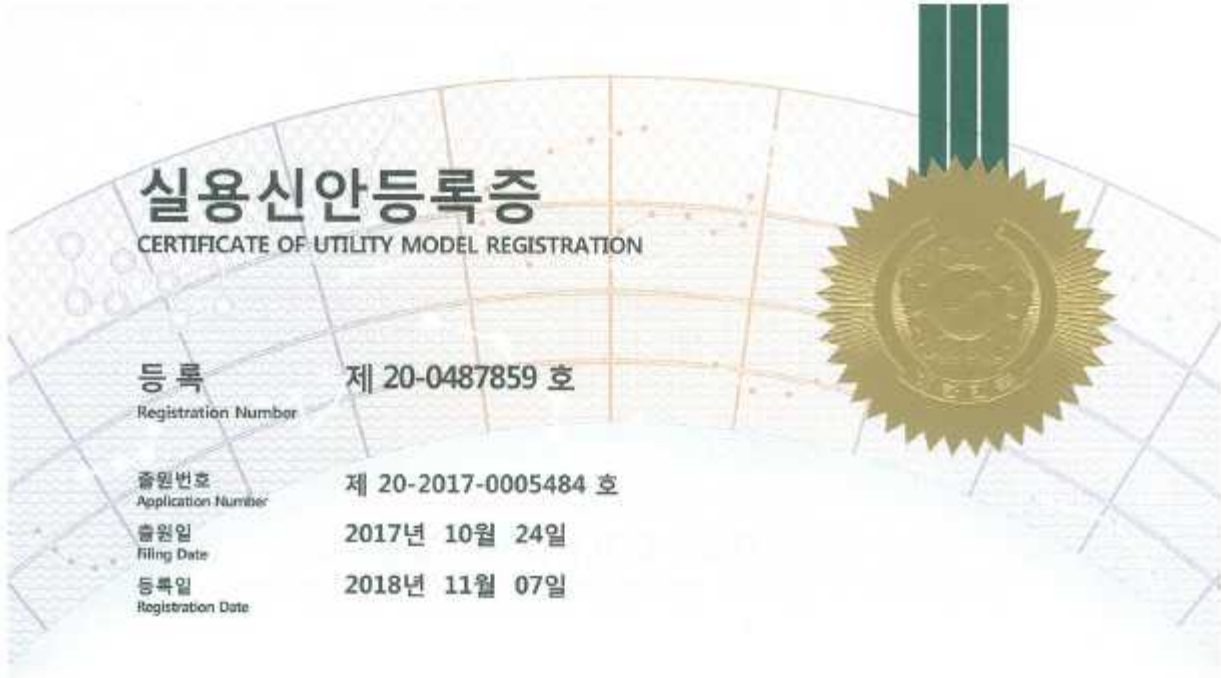 실용신안등록증
CERTIFICATE OF UTILITY MODEL REGISTRATION
등 록 제 20-0487859 호
Registration Number
출원번호 제 20-2017-0005484 호
Application Number
출원일 2017년 10월 24일
Filing Date
등록일 2018년 11월 07일
Registration Date